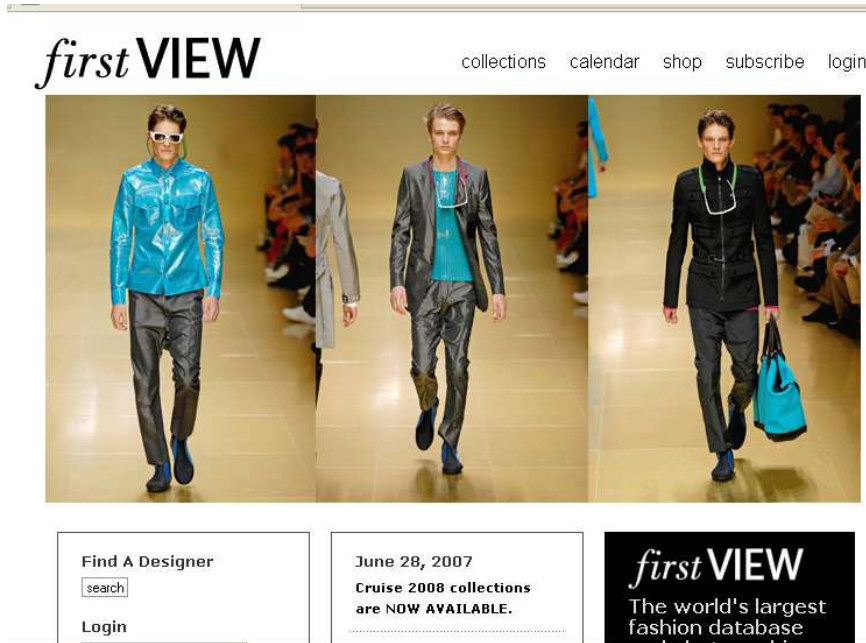 first VIEW
collections calendar shop subscribe login
Find A Designer
search
Login
June 28, 2007
Cruise 2008 collections
are NOW AVAILABLE.
first VIEW
The world's largest
fashion database